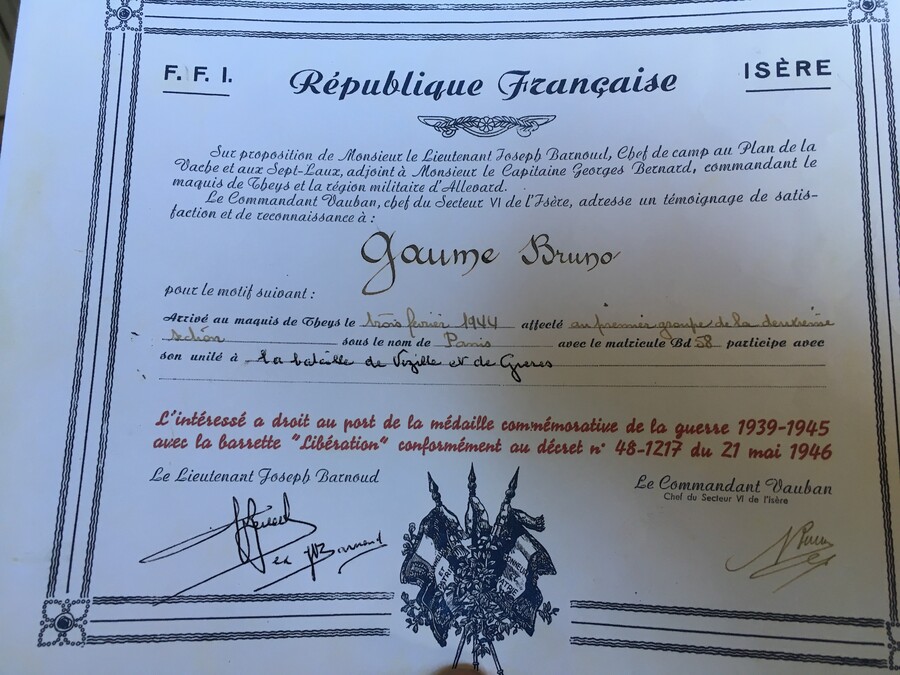 F. F. I.
République Française
ISÈRE
Sur proposition de Monsieur le Lieutenant Joseph Barnoud, Chef de camp au Plan de la
Vache et aux Sept-Laux, adjoint à Monsieur le Capitaine Georges Bernard, commandant le
maquis de Theys et la région militaire d'Allevard.
Le Commandant Vauban, chef du Secteur VI de l'Isère, adresse un témoignage de satis-
faction et de reconnaissance à :
Gaume Bruno
pour le motif suivant :
Arrivé au maquis de Theys le trois fevrier 1944 affecté au premier groupe de la deuxième
sous le nom de avec le matricule Bd 58 participe avec
son unité à la bataille de Vizille et de
L'intéressé a droit au port de la médaille commémorative de la guerre 1939-1945
avec la barrette "Libération" conformément au décret n° 48-1217 du 21 mai 1946
Le Lieutenant Joseph Barnoud
Le Commandant Vauban
Chef du Secteur VI de l'Isère